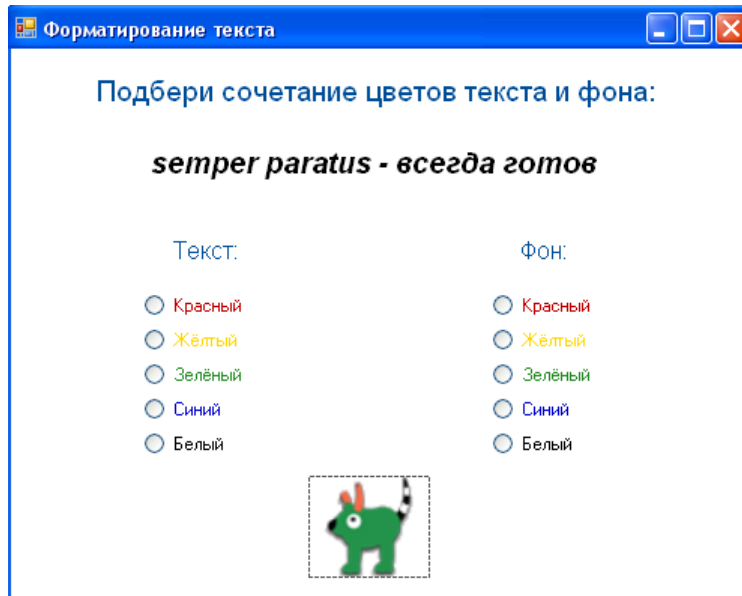 Форматирование текста
Подбери сочетание цветов текста и фона:
semper paratus - всегда готов
Текст:
Фон:
Красный
Красный
Жёлтый
Жёлтый
Зелёный
Зелёный
Синий
Синий
Белый
Белый